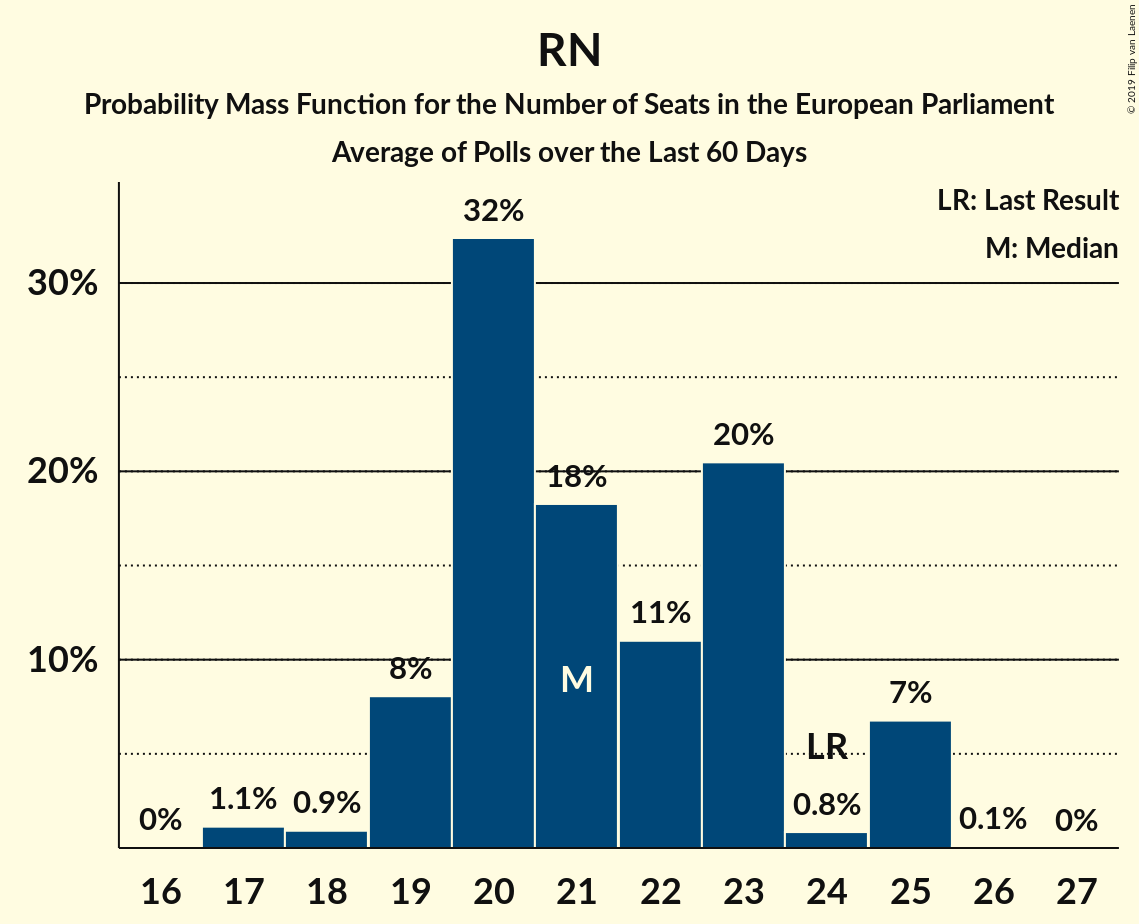 RN
Probability Mass Function for the Number of Seats in the European Parliament
Average of Polls over the Last 60 Days
© 2019 Filip van Laenen
LR: Last Result
M: Median
30%
20%
10%
0%
1.1%
0.9%
8%
32%
18%
11%
20%
0.8%
7%
0.1%
0%
M
LR
16 17 18 19 20 21 22 23 24 25 26 27